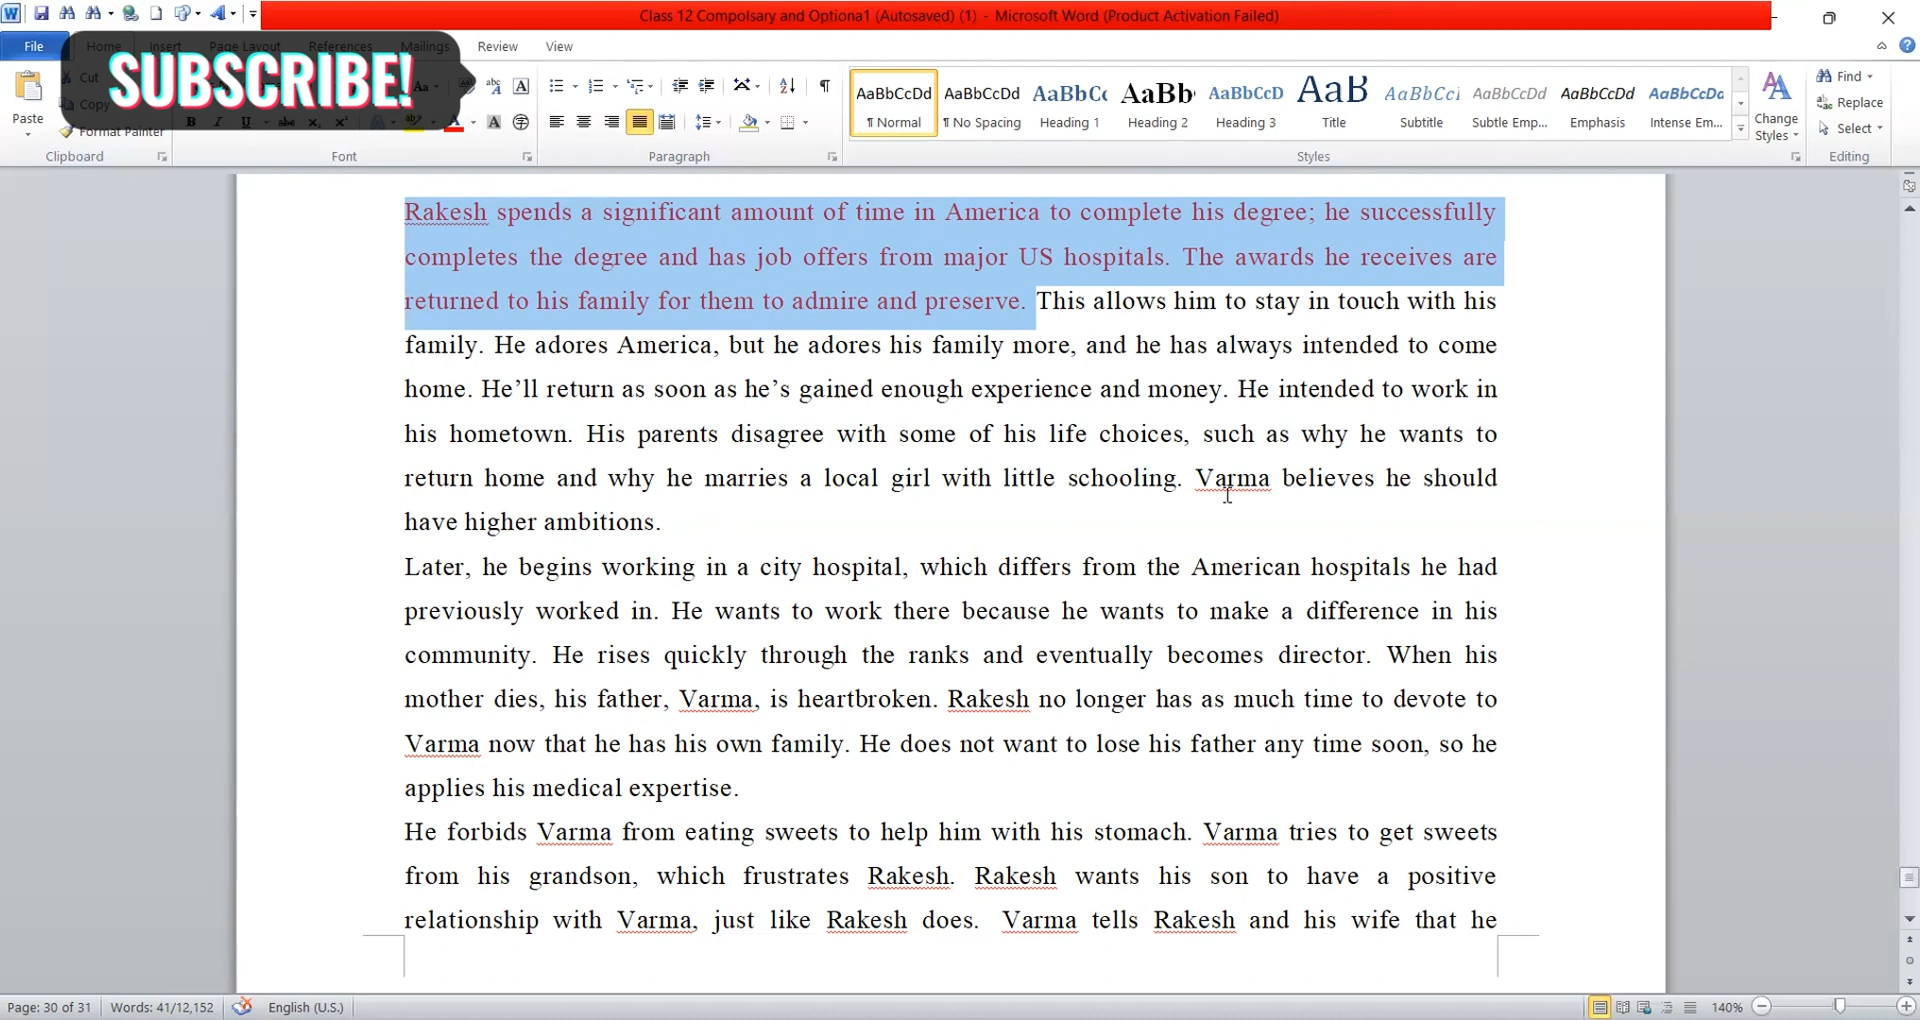 Class 12 Compolsary and Optiona1 (Autosaved) (1) - Microsoft Word (Product Activation Failed)
File Home Insert Page Layout References Mailings Review View
SUBSCRIBE!
Paste
Cut
Copy
Format Painter
Clipboard
Font
Paragraph
AaBbCcDd AaBbCcDd AaBbCc AaBb AaBbCcD AaB AaBbCcI AaBbCcDd AaBbCcDd AaBbCcDd
¶ Normal ¶ No Spacing Heading 1 Heading 2 Heading 3 Title Subtitle Subtle Emp... Emphasis Intense Em...
Styles
Change Styles
Find
Replace
Select
Editing
Rakesh spends a significant amount of time in America to complete his degree; he successfully
completes the degree and has job offers from major US hospitals. The awards he receives are
returned to his family for them to admire and preserve. This allows him to stay in touch with his
family. He adores America, but he adores his family more, and he has always intended to come
home. He’ll return as soon as he’s gained enough experience and money. He intended to work in
his hometown. His parents disagree with some of his life choices, such as why he wants to
return home and why he marries a local girl with little schooling. Varma believes he should
have higher ambitions.
Later, he begins working in a city hospital, which differs from the American hospitals he had
previously worked in. He wants to work there because he wants to make a difference in his
community. He rises quickly through the ranks and eventually becomes director. When his
mother dies, his father, Varma, is heartbroken. Rakesh no longer has as much time to devote to
Varma now that he has his own family. He does not want to lose his father any time soon, so he
applies his medical expertise.
He forbids Varma from eating sweets to help him with his stomach. Varma tries to get sweets
from his grandson, which frustrates Rakesh. Rakesh wants his son to have a positive
relationship with Varma, just like Rakesh does. Varma tells Rakesh and his wife that he
Page: 30 of 31 Words: 41/12,152 English (U.S.) 140%